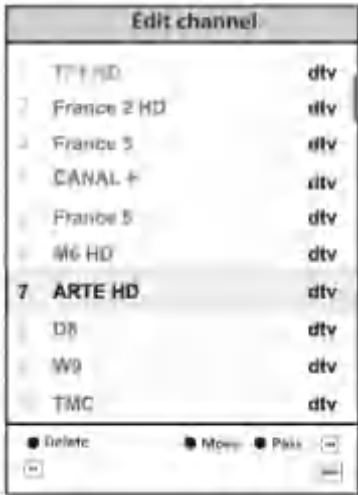 Edit channel
TF1 HD dtv
France 2 HD dtv
France 3 dtv
CANAL + dtv
France 5 dtv
M6 HD dtv
7 ARTE HD dtv
D8 dtv
W9 dtv
TMC dtv
Delete Move Pass